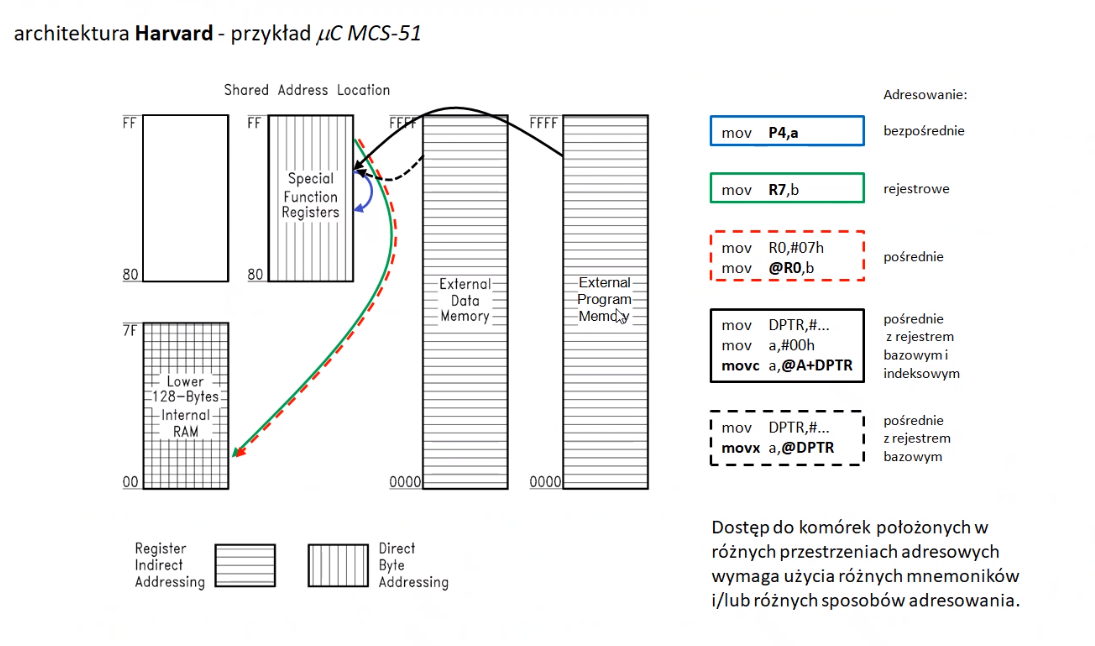 architektura Harvard - przykład µC MCS-51
Shared Address Location
FF
80
FF
80
Special
Function
Registers
7F
00
Lower
128-Bytes
Internal
RAM
FFFF
0000
External
Data
Memory
FFFF
0000
External
Program
Memory
Register
Indirect
Addressing
Direct
Byte
Addressing
Adresowanie:
mov P4,a
bezpośrednie
mov R7,b
rejestrowe
mov R0,#07h
mov @R0,b
pośrednie
mov DPTR,#...
mov a,#00h
movc a,@A+DPTR
pośrednie
z rejestrem
bazowym i
indeksowym
mov DPTR,#...
movx a,@DPTR
pośrednie
z rejestrem
bazowym
Dostęp do komórek położonych w
różnych przestrzeniach adresowych
wymaga użycia różnych mnemoników
i/lub różnych sposobów adresowania.